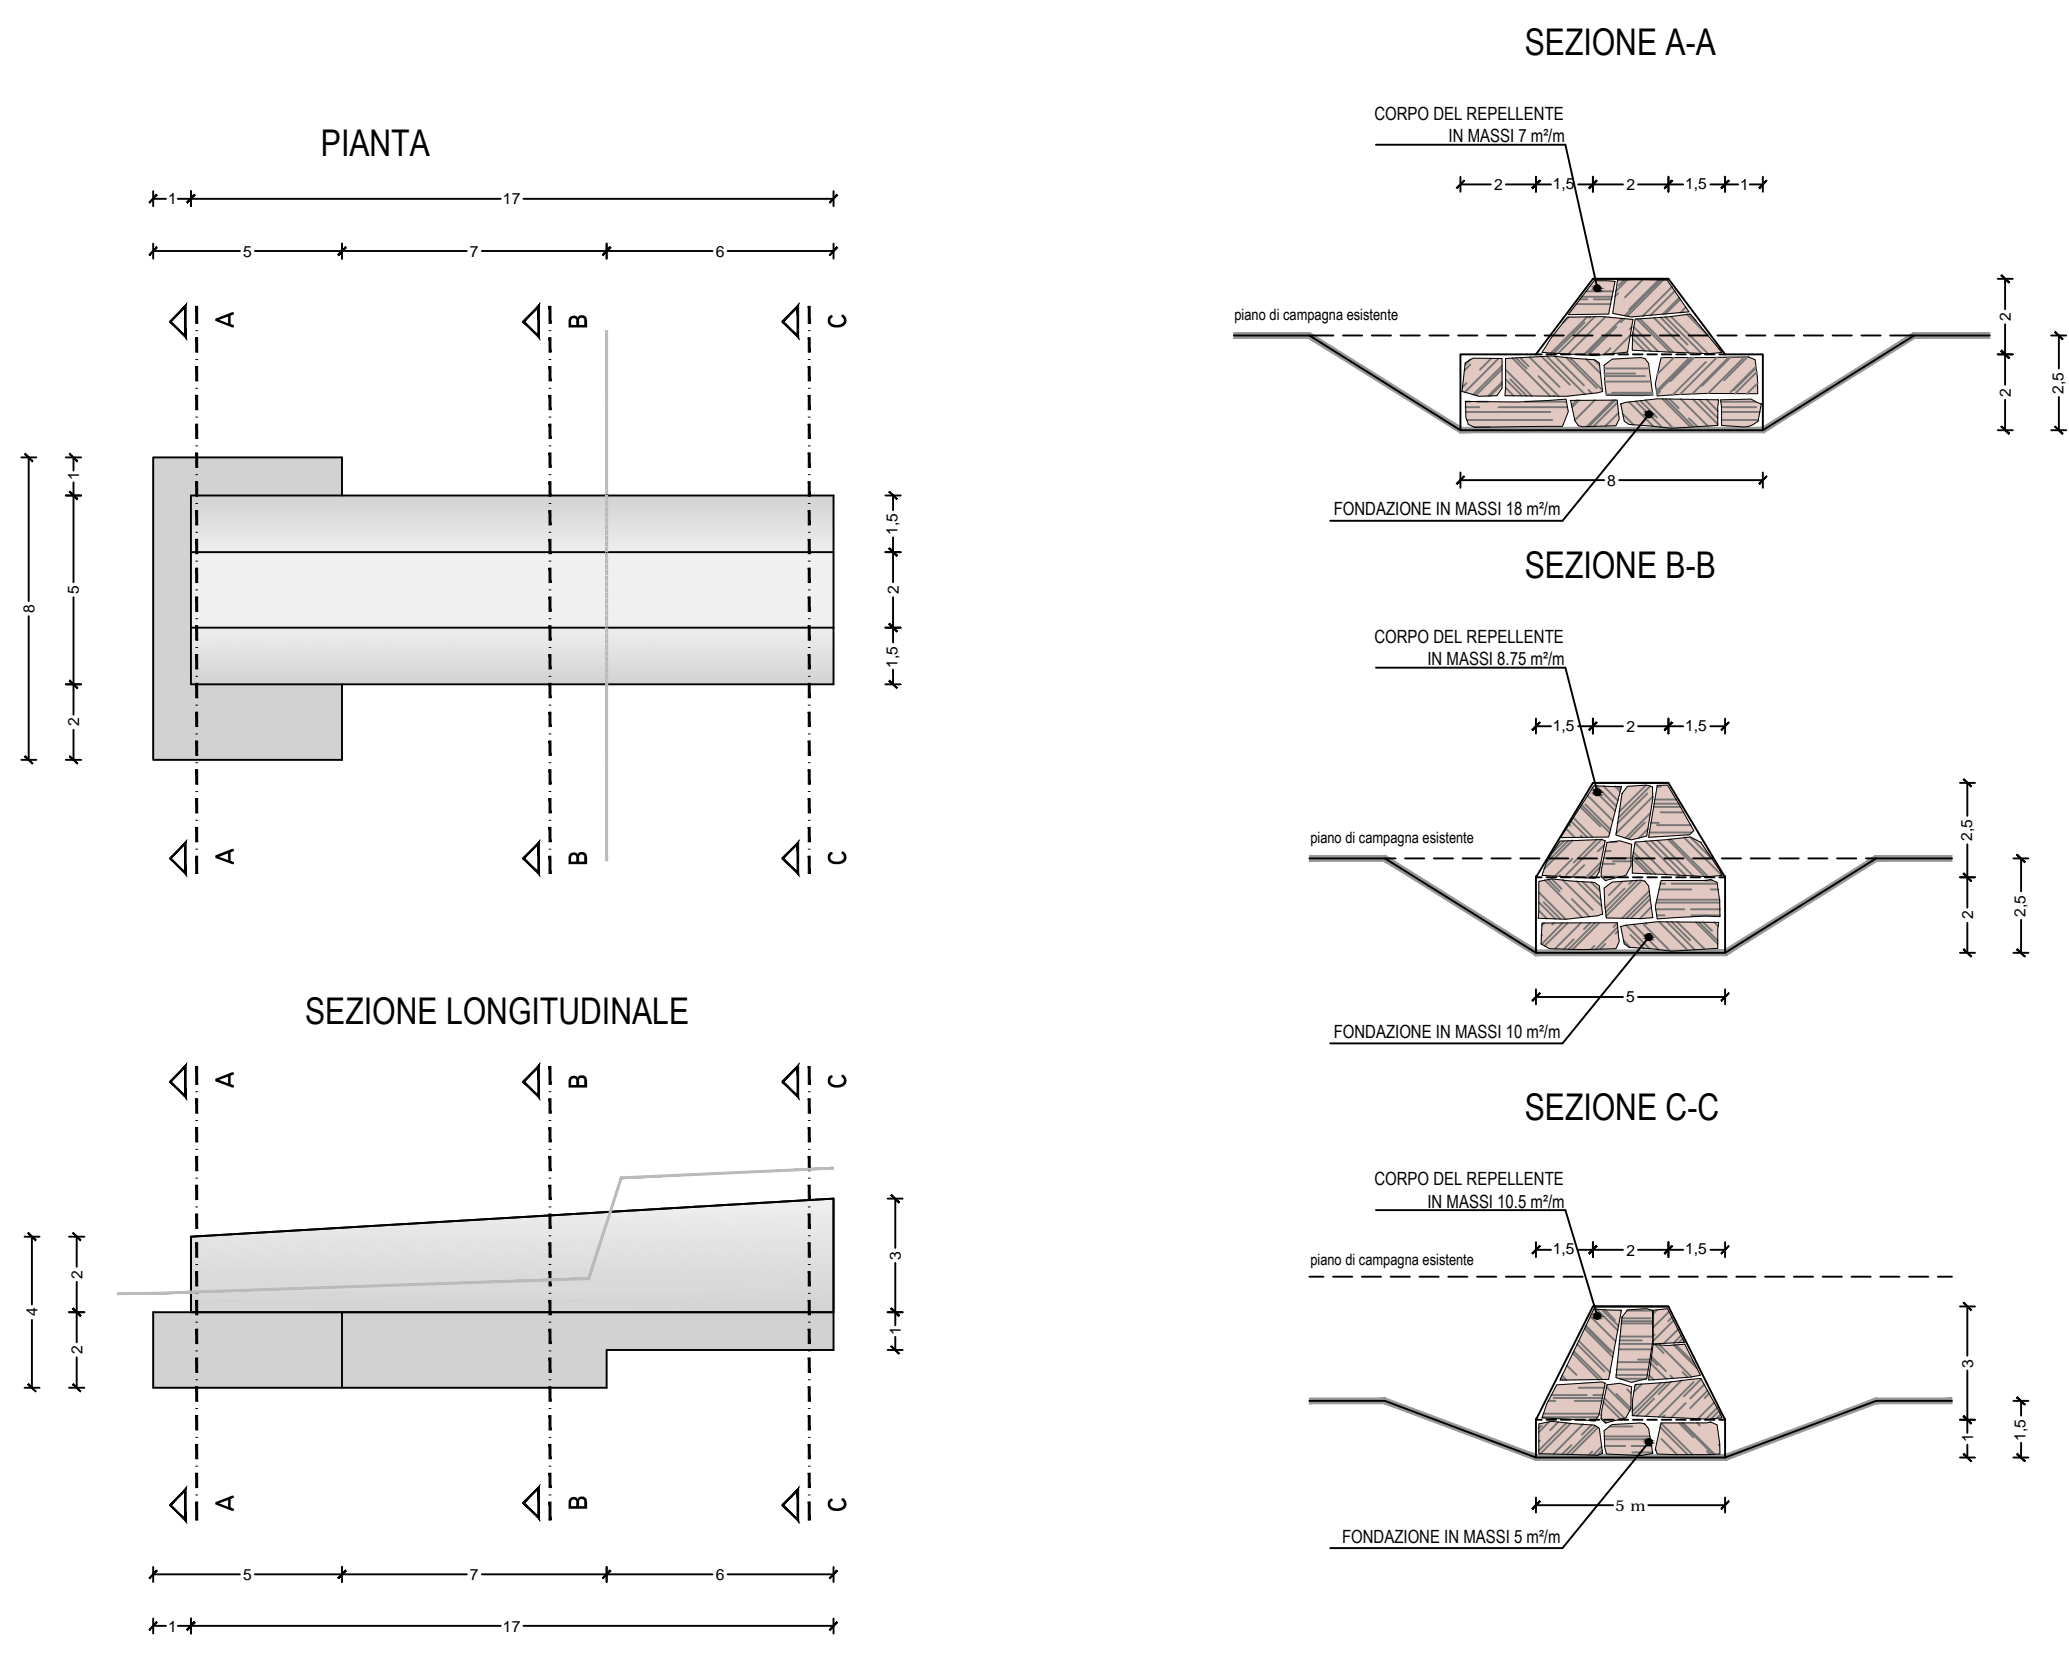 PIANTA
1
17
5
7
6
A
B
C
8
1
5
2
1,5
2
1,5
A
B
C
SEZIONE LONGITUDINALE
A
B
C
4
2
2
3
1
A
B
C
5
7
6
1
17
SEZIONE A-A
CORPO DEL REPELLENTE
IN MASSI 7 m²/m
2
1,5
2
1,5
1
piano di campagna esistente
2
2
2,5
8
FONDAZIONE IN MASSI 18 m²/m
SEZIONE B-B
CORPO DEL REPELLENTE
IN MASSI 8.75 m²/m
1,5
2
1,5
piano di campagna esistente
2,5
2
2,5
5
FONDAZIONE IN MASSI 10 m²/m
SEZIONE C-C
CORPO DEL REPELLENTE
IN MASSI 10.5 m²/m
1,5
2
1,5
piano di campagna esistente
3
1
1,5
5 m
FONDAZIONE IN MASSI 5 m²/m